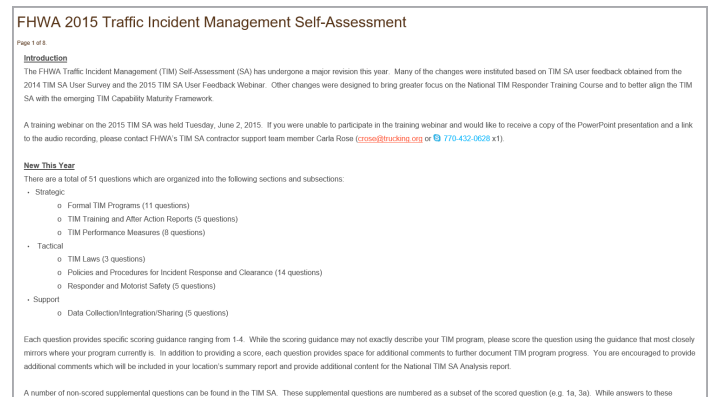 FHWA 2015 Traffic Incident Management Self-Assessment
Page 1 of 8
Introduction
The FHWA Traffic Incident Management (TIM) Self-Assessment (SA) has undergone a major revision this year. Many of the changes were instituted based on TIM SA user feedback obtained from the
2014 TIM SA User Survey and the 2015 TIM SA User Feedback Webinar. Other changes were designed to bring greater focus on the National TIM Responder Training Course and to better align the TIM
SA with the emerging TIM Capability Maturity Framework.
A training webinar on the 2015 TIM SA was held Tuesday, June 2, 2015. If you were unable to participate in the training webinar and would like to receive a copy of the PowerPoint presentation and a link
to the audio recording, please contact FHWA's TIM SA contractor support team member Carla Rose (crose@trucking.org or 770-432-0628 x1).
New This Year
There are a total of 51 questions which are organized into the following sections and subsections:
· Strategic
o Formal TIM Programs (11 questions)
o TIM Training and After Action Reports (5 questions)
o TIM Performance Measures (8 questions)
· Tactical
o TIM Laws (3 questions)
o Policies and Procedures for Incident Response and Clearance (14 questions)
o Responder and Motorist Safety (5 questions)
· Support
o Data Collection/Integration/Sharing (5 questions)
Each question provides specific scoring guidance ranging from 1-4. While the scoring guidance may not exactly describe your TIM program, please score the question using the guidance that most closely
mirrors where your program currently is. In addition to providing a score, each question provides space for additional comments to further document TIM program progress. You are encouraged to provide
additional comments which will be included in your location's summary report and provide additional content for the National TIM SA Analysis report.
A number of non-scored supplemental questions can be found in the TIM SA. These supplemental questions are numbered as a subset of the scored question (e.g. 1a, 3a). While answers to these